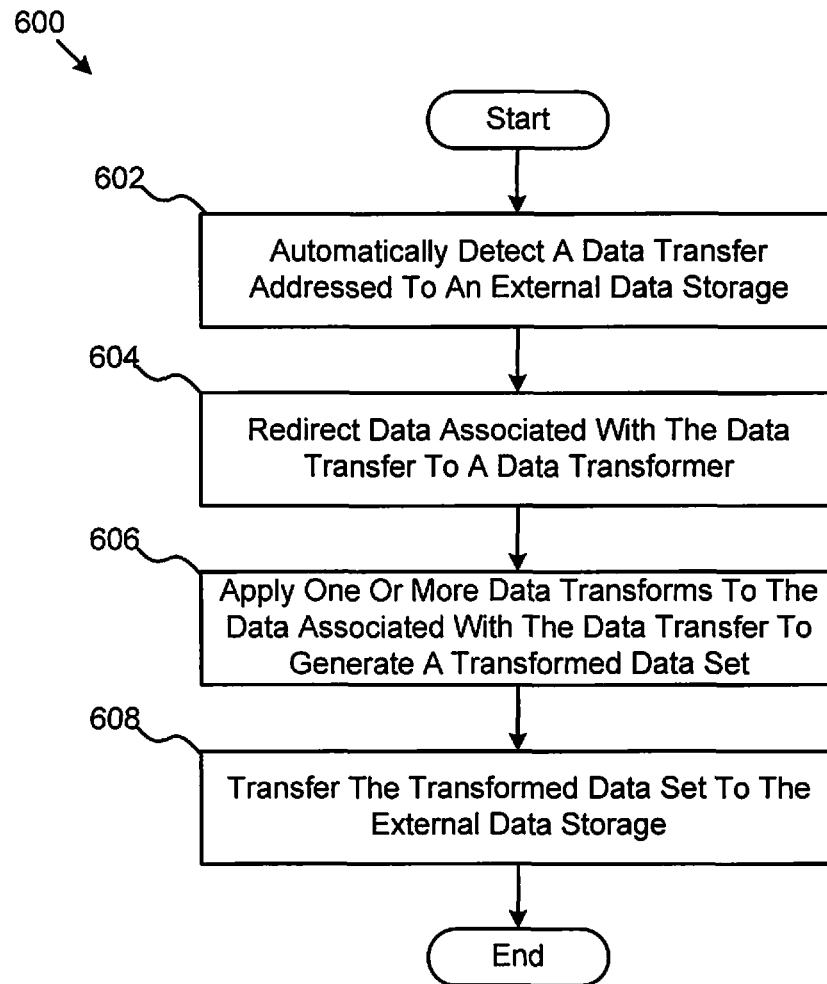 600
Start
602
Automatically Detect A Data Transfer
Addressed To An External Data Storage
604
Redirect Data Associated With The Data
Transfer To A Data Transformer
606
Apply One Or More Data Transforms To The
Data Associated With The Data Transfer To
Generate A Transformed Data Set
608
Transfer The Transformed Data Set To The
External Data Storage
End